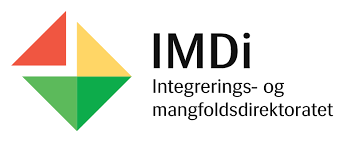 IMDi
Integrerings- og
mangfoldsdirektoratet